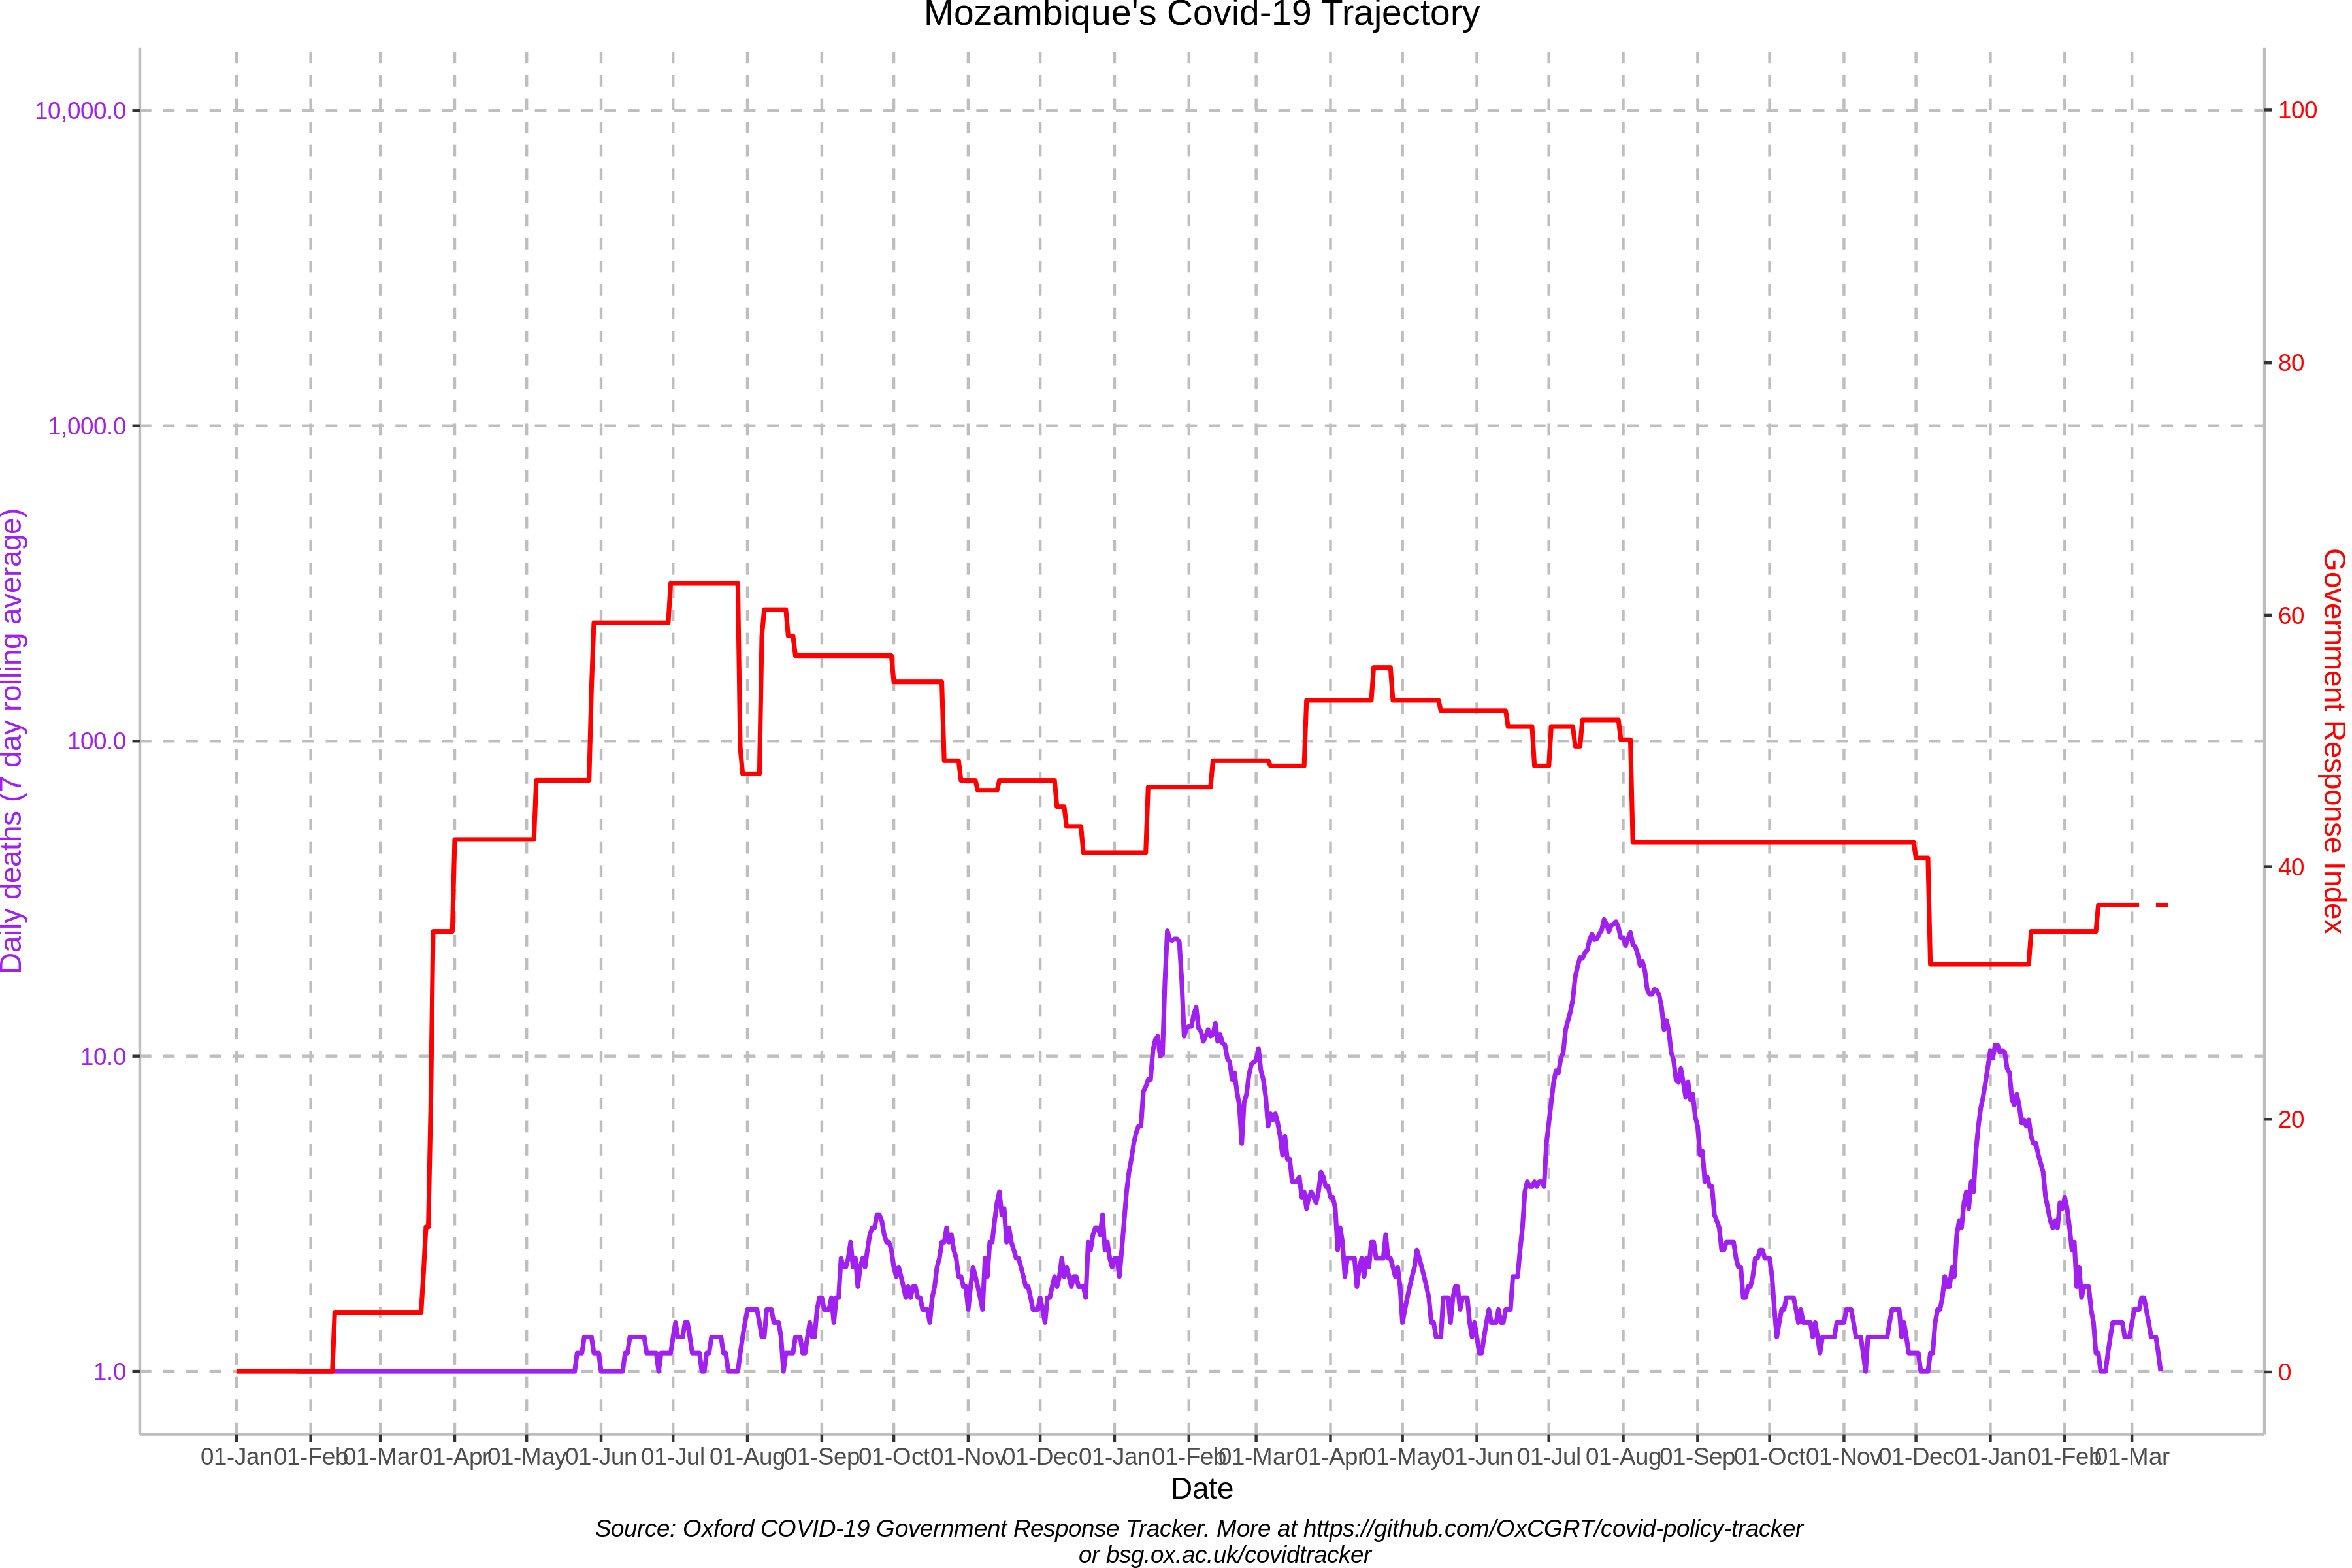 Mozambique's Covid-19 Trajectory
10,000.0
1,000.0
100.0
10.0
1.0
Daily deaths (7 day rolling average)
100
80
60
40
20
0
Government Response Index
01-Jan 01-Feb 01-Mar 01-Apr 01-May 01-Jun 01-Jul 01-Aug 01-Sep 01-Oct 01-Nov 01-Dec 01-Jan 01-Feb 01-Mar 01-Apr 01-May 01-Jun 01-Jul 01-Aug 01-Sep 01-Oct 01-Nov 01-Dec 01-Jan 01-Feb 01-Mar
Date
Source: Oxford COVID-19 Government Response Tracker. More at https://github.com/OxCGRT/covid-policy-tracker
or bsg.ox.ac.uk/covidtracker